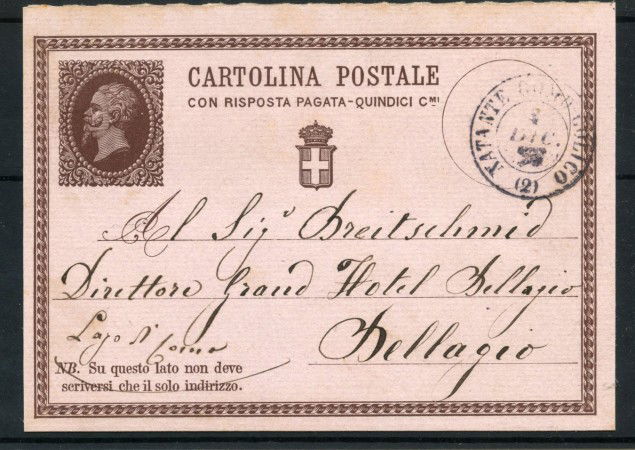 CARTOLINA POSTALE
CON RISPOSTA PAGATA-QUINDICI Cmi
NATANTE COMO COLICO
DIC.
(2)
Al Sigr Breitschmid
Direttore Grand Hotel Bellagio
Lago di Como
Bellagio
NB. Su questo lato non deve
scriversi che il solo indirizzo.